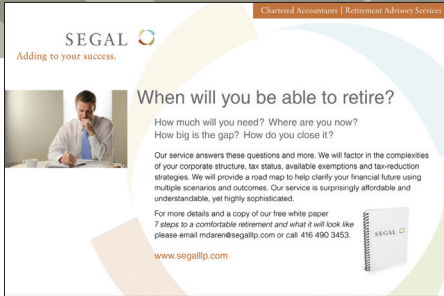 Chartered Accountants | Retirement Advisory Services
SEGAL
Adding to your success.
When will you be able to retire?
How much will you need? Where are you now?
How big is the gap? How do you close it?
Our service answers these questions and more. We will factor in the complexities
of your corporate structure, tax status, available exemptions and tax-reduction
strategies. We will provide a road map to help clarify your financial future using
multiple scenarios and outcomes. Our service is surprisingly affordable and
understandable, yet highly sophisticated.
For more details and a copy of our free white paper
7 steps to a comfortable retirement and what it will look like
please email mdaren@segalllp.com or call 416 490 3453.
SEGAL
www.segalllp.com